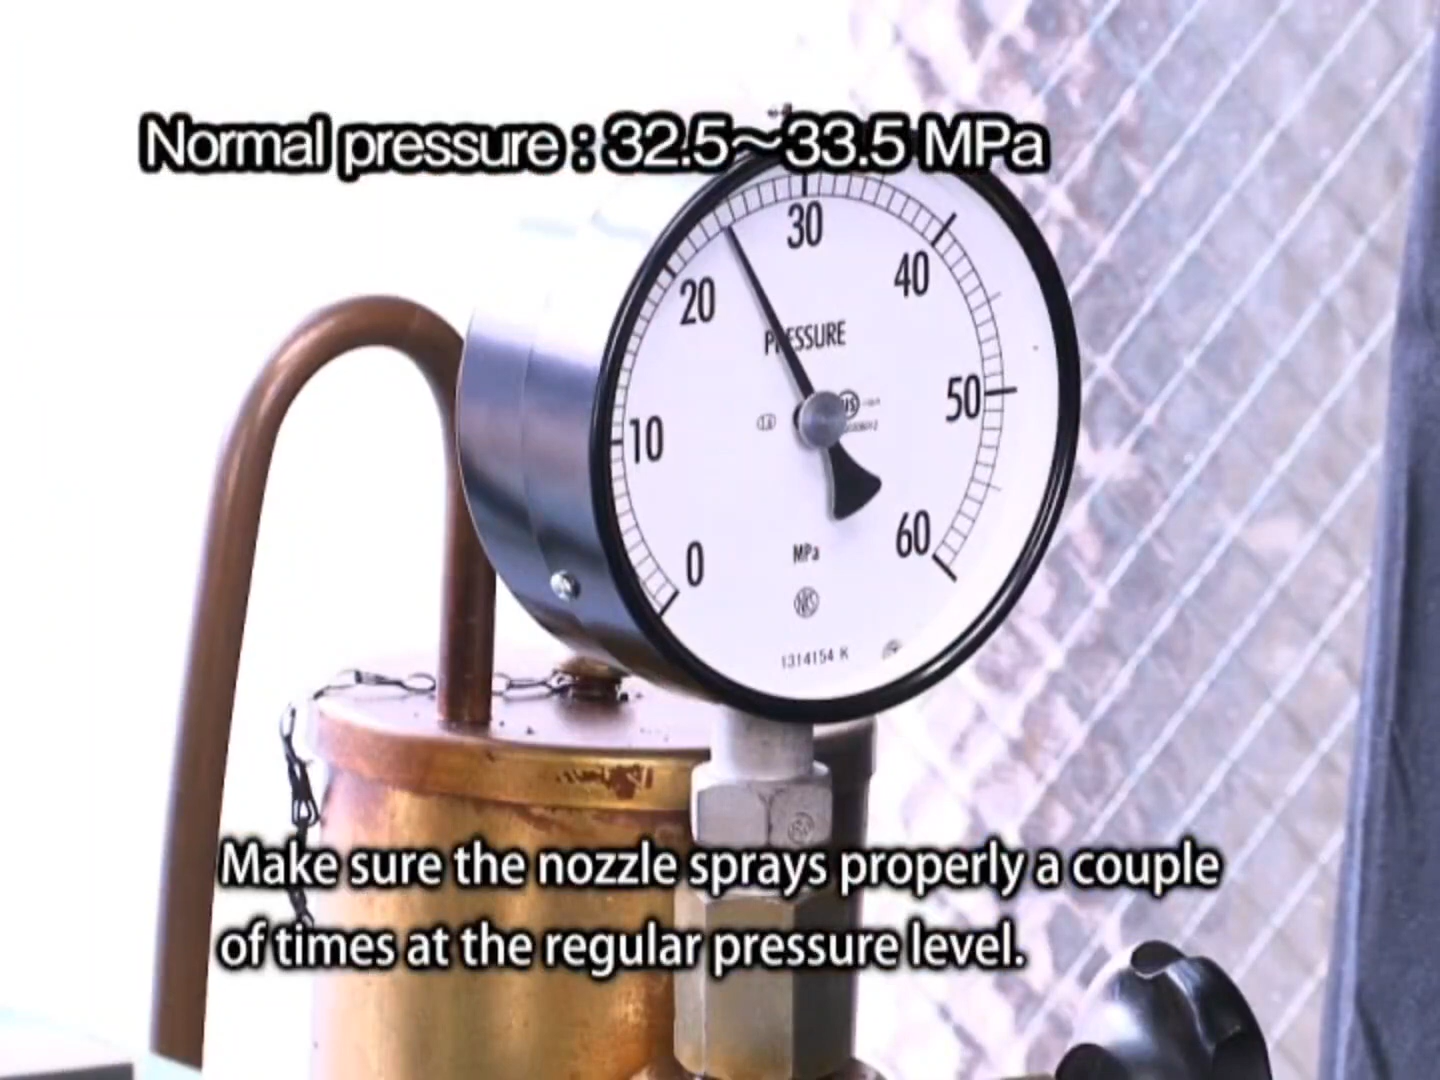 Normal pressure : 32.5～33.5 MPa
30
40
20
PRESSURE
50
10
60
0
MPa
1314154 K
Make sure the nozzle sprays properly a couple
of times at the regular pressure level.